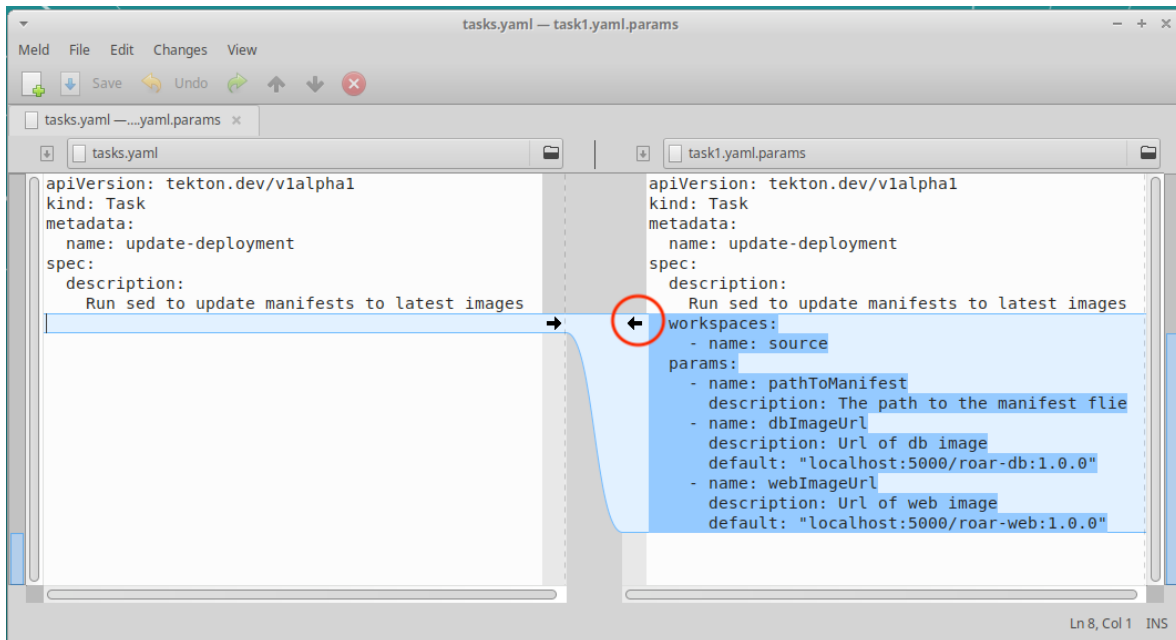 tasks.yaml — task1.yaml.params
Meld File Edit Changes View
Save Undo
tasks.yaml —....yaml.params
tasks.yaml
task1.yaml.params
apiVersion: tekton.dev/v1alpha1
kind: Task
metadata:
  name: update-deployment
spec:
  description:
    Run sed to update manifests to latest images
apiVersion: tekton.dev/v1alpha1
kind: Task
metadata:
  name: update-deployment
spec:
  description:
    Run sed to update manifests to latest images
  workspaces:
    - name: source
  params:
    - name: pathToManifest
      description: The path to the manifest flie
    - name: dbImageUrl
      description: Url of db image
      default: "localhost:5000/roar-db:1.0.0"
    - name: webImageUrl
      description: Url of web image
      default: "localhost:5000/roar-web:1.0.0"
Ln 8, Col 1 INS